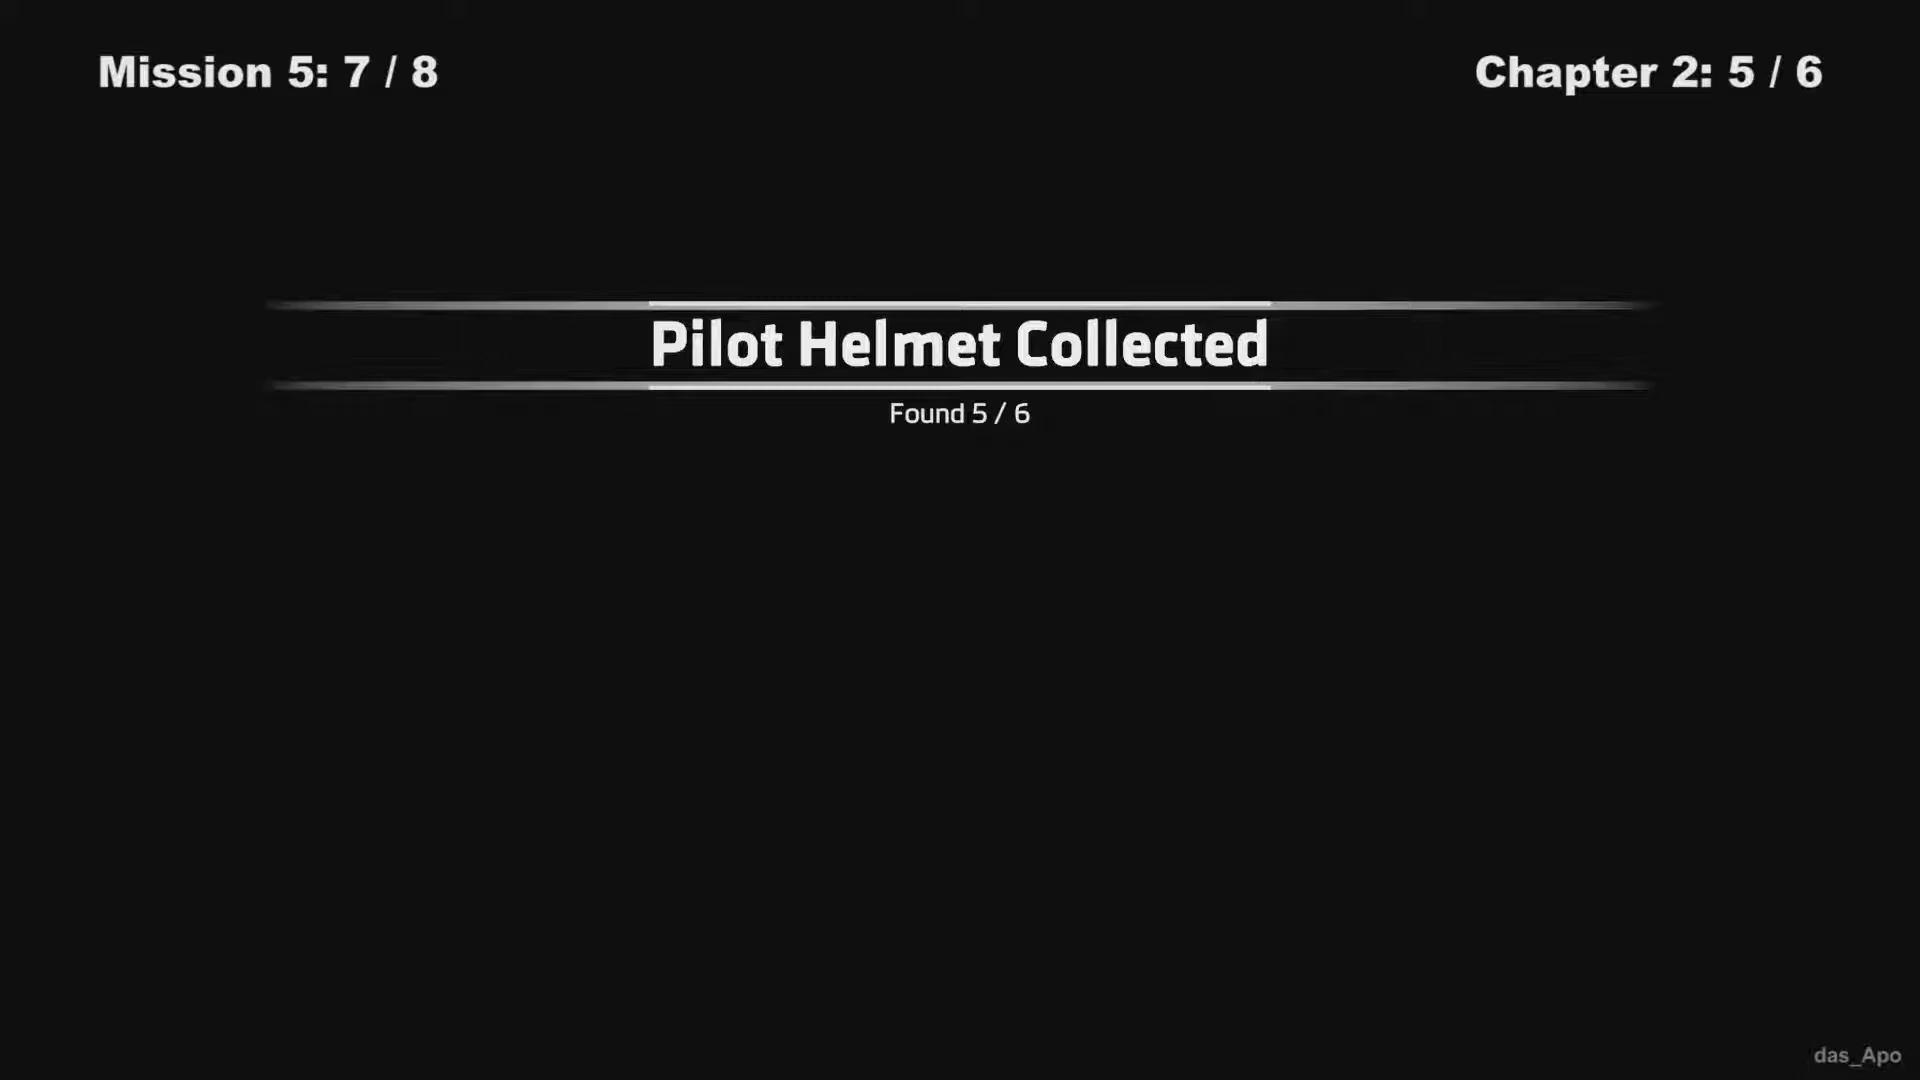 Mission 5: 7 / 8
Chapter 2: 5 / 6
Pilot Helmet Collected
Found 5 / 6
das_Apo